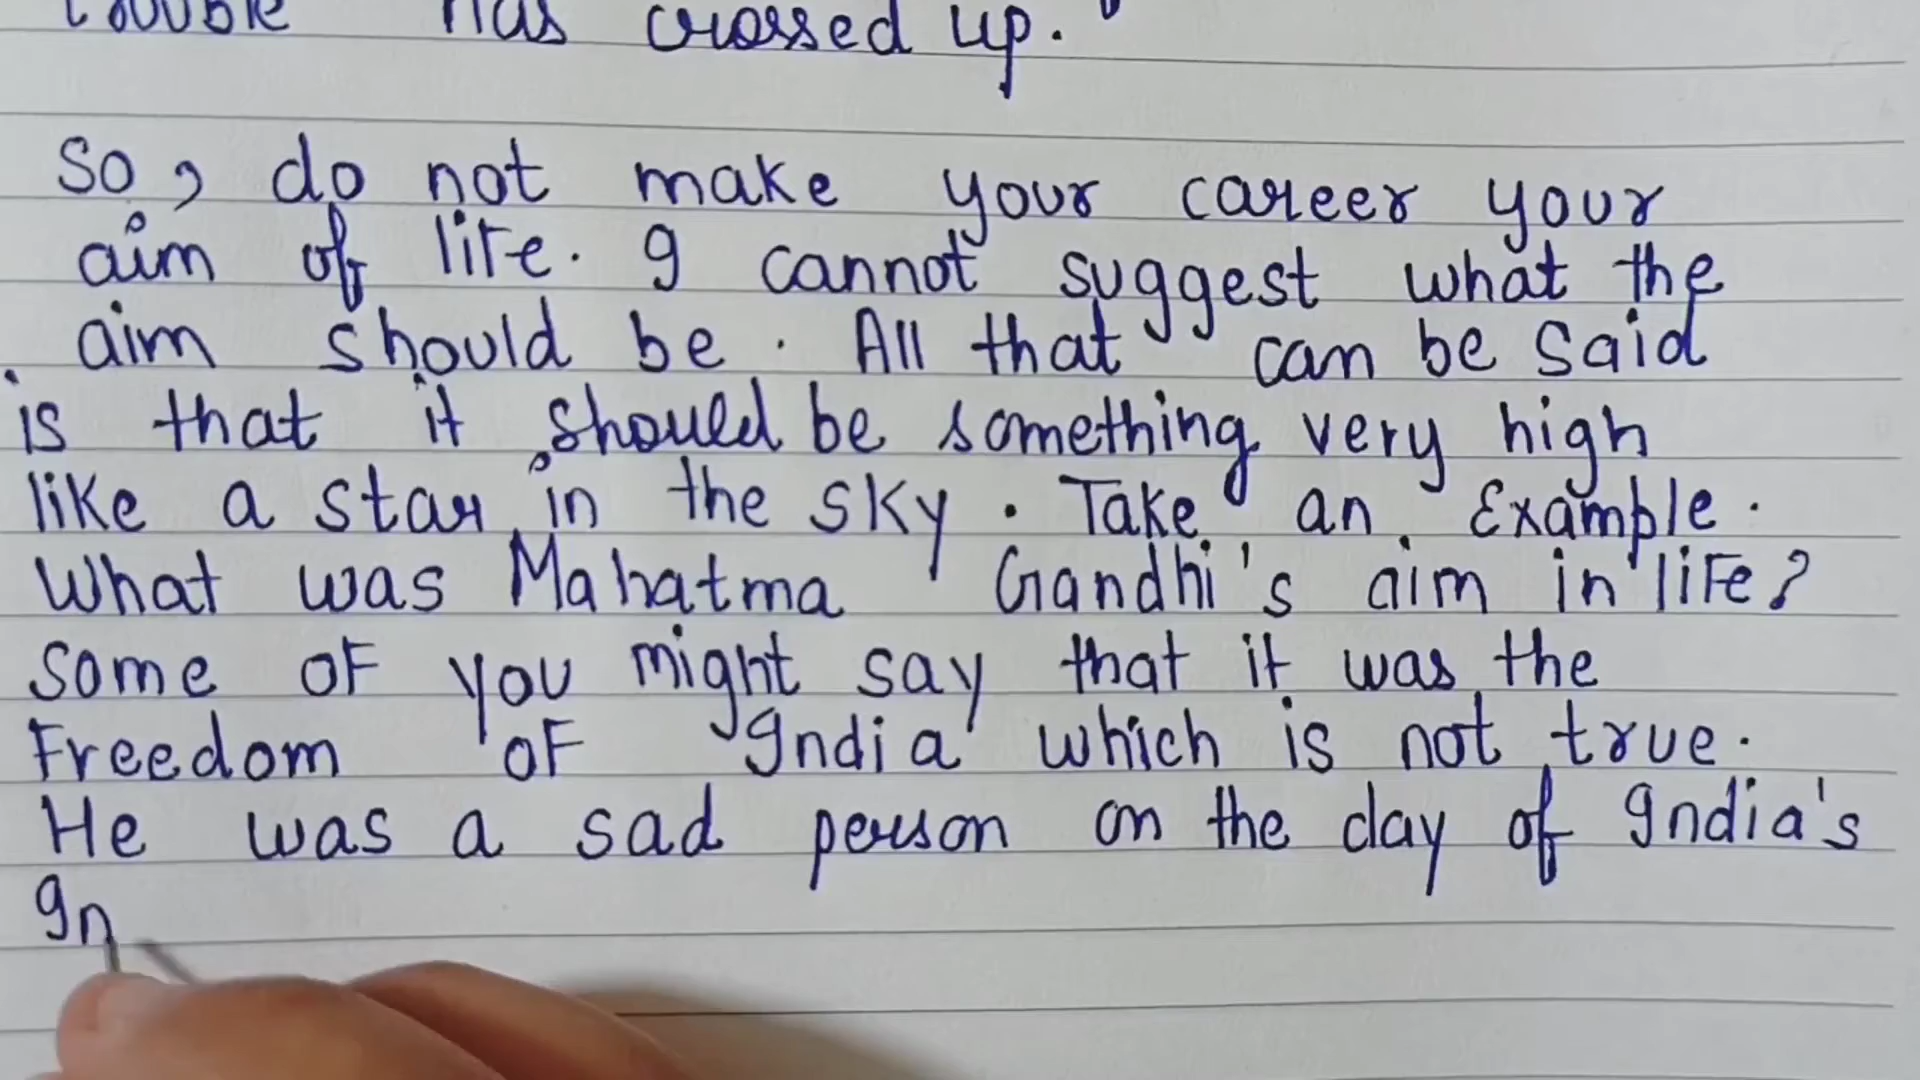 has crossed up."
So, do not make your career your
aim of life. I cannot suggest what the
aim should be. All that can be said
is that it should be something very high
like a star in the sky. Take an Example.
What was Mahatma Gandhi's aim in life?
Some of you might say that it was the
Freedom of India which is not true.
He was a sad person on the day of India's
In